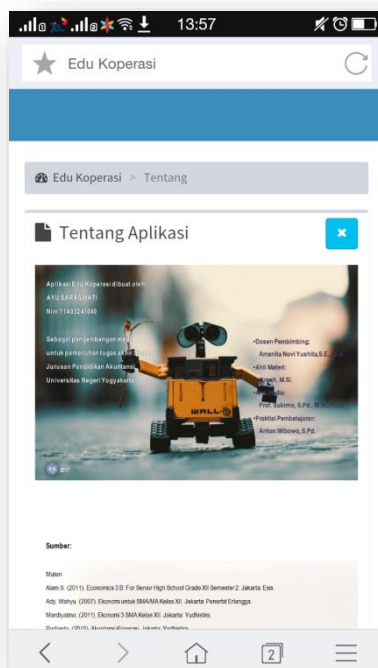 13:57
Edu Koperasi
Edu Koperasi > Tentang
Tentang Aplikasi
Aplikasi Edu Koperasi dibuat oleh:
AYU SARASWATI
Nim 11403241040
Sebagai pengembangan
untuk pemenuhan tugas akhir
Jurusan Pendidikan Akuntansi
Universitas Negeri Yogyakarta
•Dosen Pembimbing:
Amanita Novi Yushita,S.E.,
•Ahli Materi:
M.Si.
Prof. Sukirno, S.Pd.,
•Praktisi Pembelajaran:
Anton Wibowo, S.Pd.
WALL-E
2017
Sumber:
Materi
Alam S. (2011). Economics 3 B: For Senior High School Grade XII Semester 2. Jakarta: Esis.
Adji, Wahyu. (2007). Ekonomi untuk SMA/MA Kelas XII. Jakarta: Penerbit Erlangga.
Mardiyatmo. (2011). Ekonomi 3 SMA Kelas XII. Jakarta: Yudhistira.
2